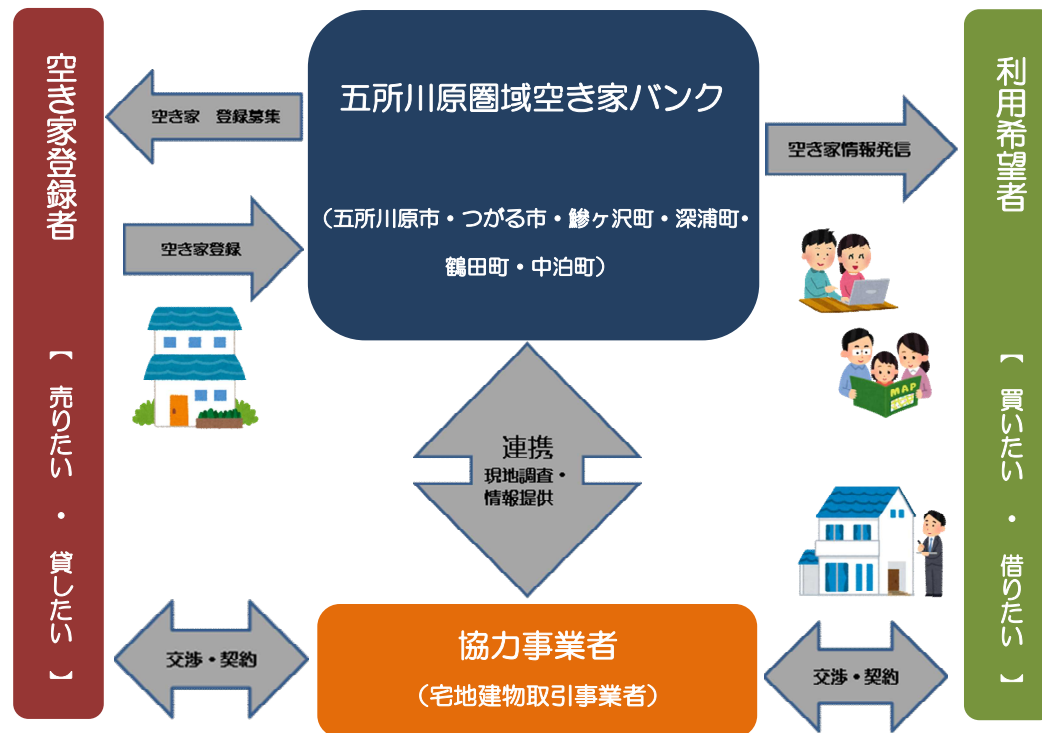 空き家登録者
【 売りたい ・ 貸したい 】
空き家　登録募集
空き家登録
五所川原圏域空き家バンク
（五所川原市・つがる市・鰺ヶ沢町・深浦町・
鶴田町・中泊町）
空き家情報発信
利用希望者
【 買いたい ・ 借りたい 】
MAP
連携
現地調査・
情報提供
交渉・契約
協力事業者
（宅地建物取引事業者）
交渉・契約